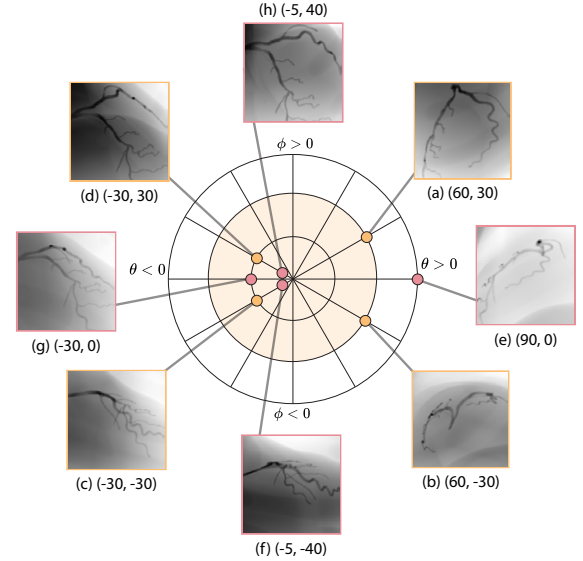 (h) (-5, 40)
ϕ > 0
(d) (-30, 30)
(a) (60, 30)
θ < 0
θ > 0
(g) (-30, 0)
(e) (90, 0)
ϕ < 0
(c) (-30, -30)
(b) (60, -30)
(f) (-5, -40)